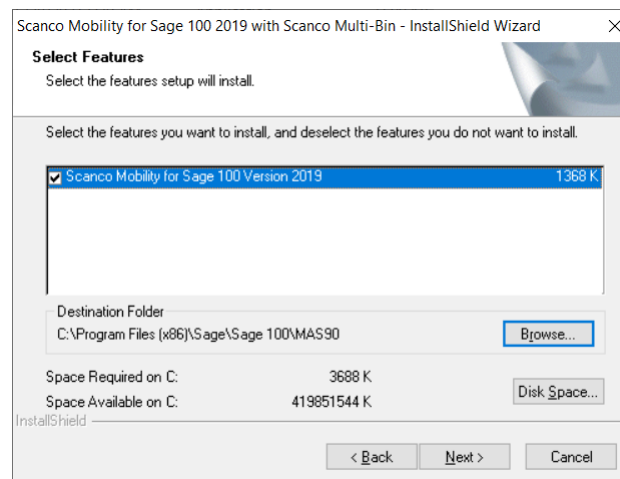 Scanco Mobility for Sage 100 2019 with Scanco Multi-Bin - InstallShield Wizard
Select Features
Select the features setup will install.
Select the features you want to install, and deselect the features you do not want to install.
Scanco Mobility for Sage 100 Version 2019 1368 K
Destination Folder
C:\Program Files (x86)\Sage\Sage 100\MAS90 Browse...
Space Required on C: 3688 K
Space Available on C: 419851544 K
Disk Space...
InstallShield
< Back Next > Cancel